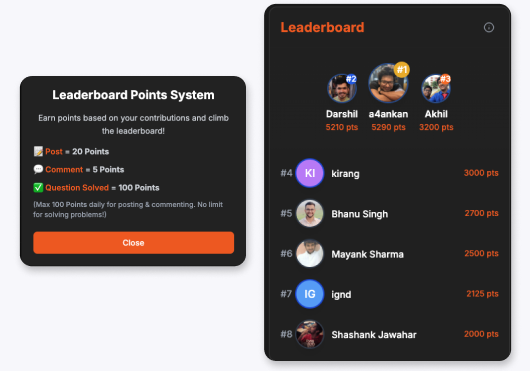 Leaderboard Points System
Earn points based on your contributions and climb
the leaderboard!
📝 Post = 20 Points
💬 Comment = 5 Points
✅ Question Solved = 100 Points
(Max 100 Points daily for posting & commenting. No limit
for solving problems!)
Close
Leaderboard
#2
#1
#3
Darshil
a4ankan
Akhil
5210 pts
5290 pts
3200 pts
#4 KI kirang 3000 pts
#5 Bhanu Singh 2700 pts
#6 Mayank Sharma 2500 pts
#7 IG ignd 2125 pts
#8 Shashank Jawahar 2000 pts